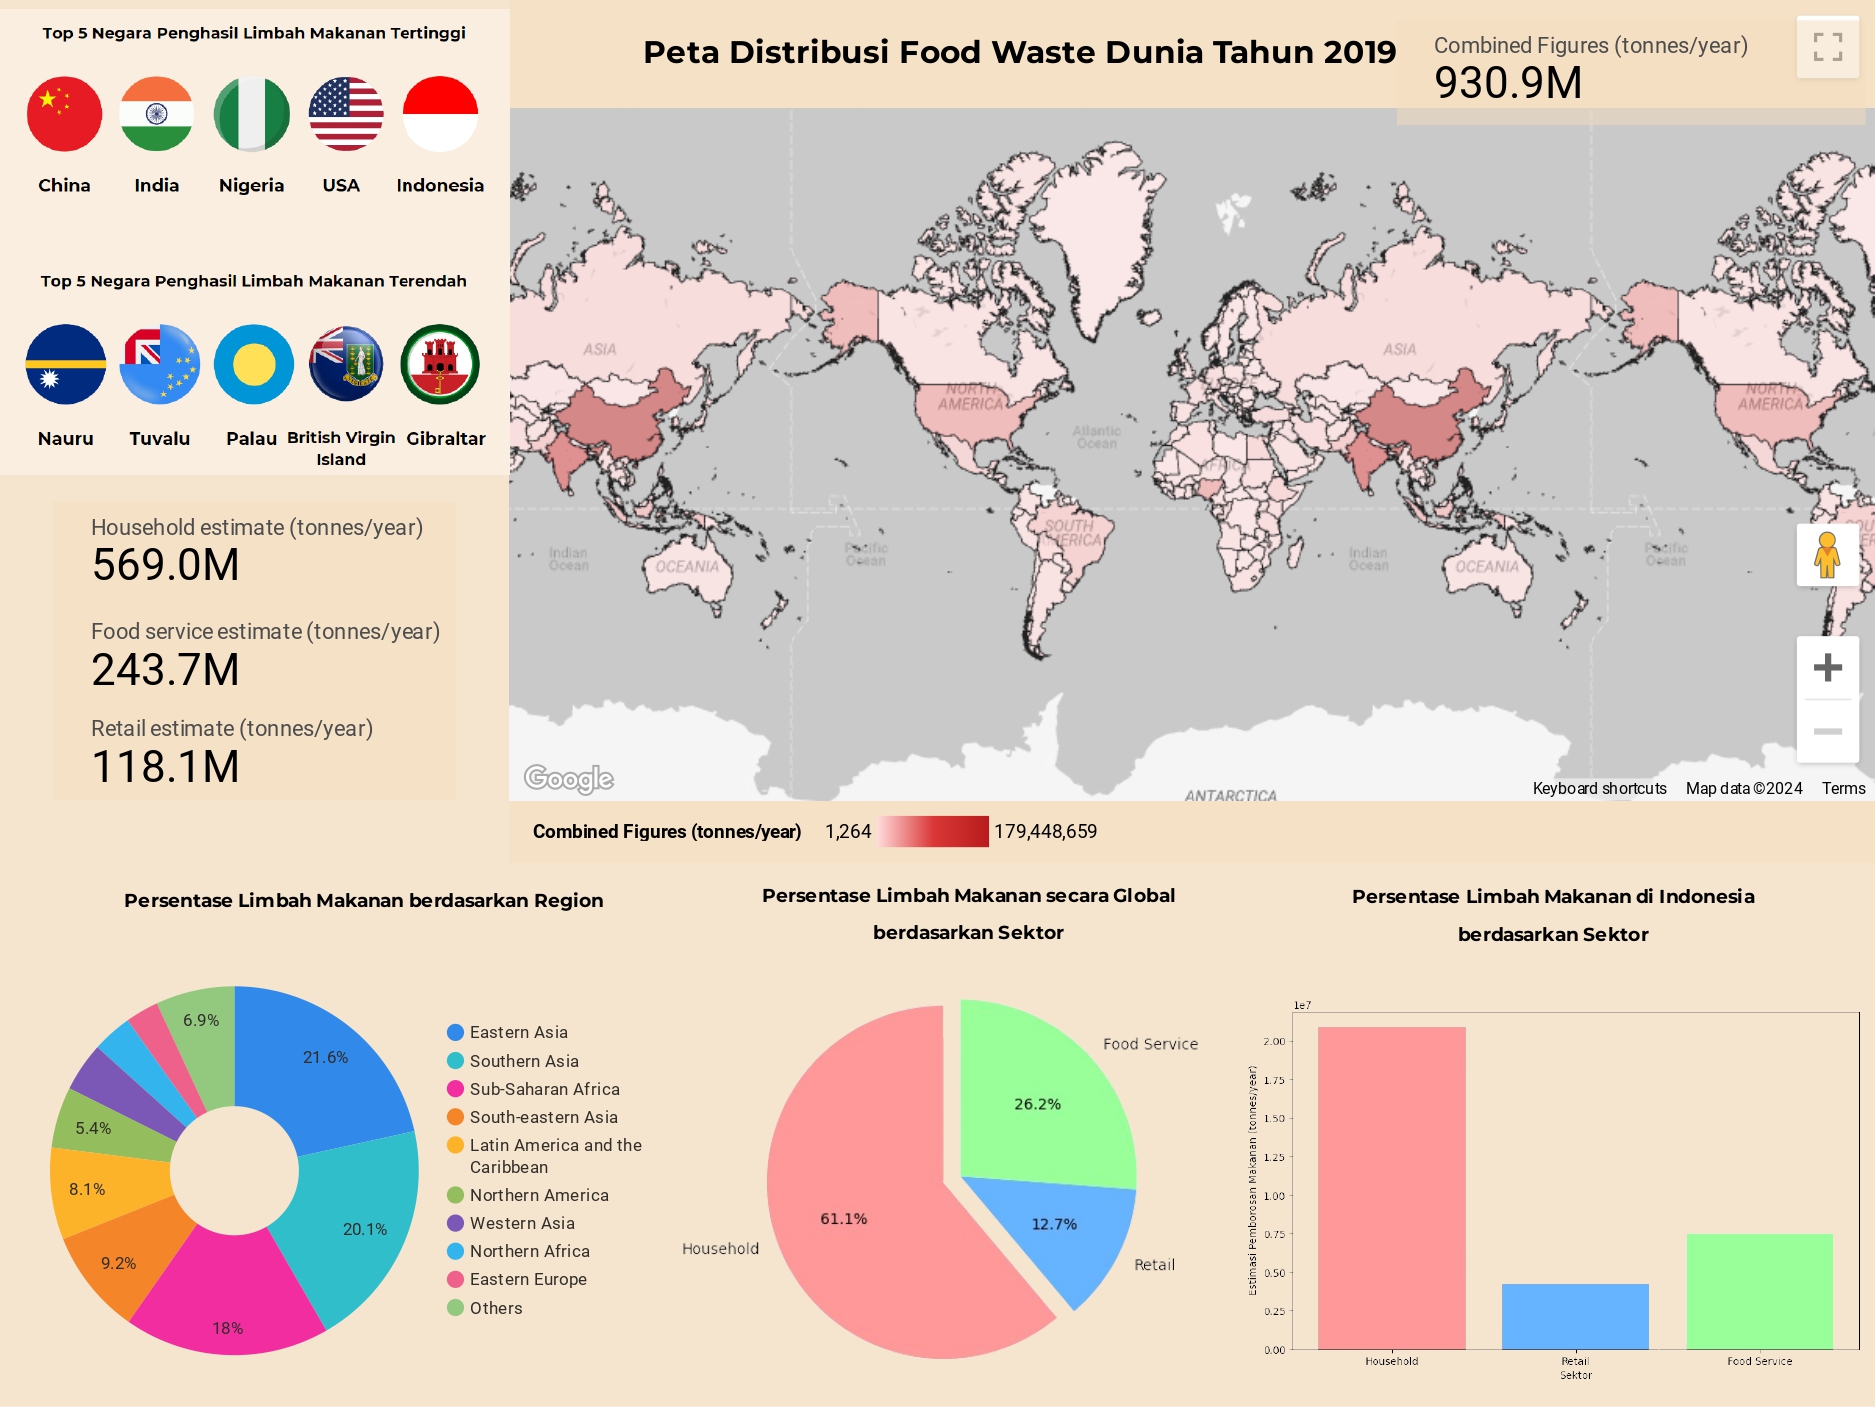 Top 5 Negara Penghasil Limbah Makanan Tertinggi
China India Nigeria USA Indonesia
Top 5 Negara Penghasil Limbah Makanan Terendah
Nauru Tuvalu Palau British Virgin Island Gibraltar
Household estimate (tonnes/year)
569.0M
Food service estimate (tonnes/year)
243.7M
Retail estimate (tonnes/year)
118.1M
Peta Distribusi Food Waste Dunia Tahun 2019
Combined Figures (tonnes/year)
930.9M
ASIA
NORTH
AMERICA
Atlantic
Ocean
AFRICA
ASIA
NORTH
AMERICA
SOUTH
AMERICA
Indian
Ocean
OCEANIA
Pacific
Ocean
Indian
Ocean
OCEANIA
Pacific
Ocean
Google
ANTARCTICA
Keyboard shortcuts Map data ©2024 Terms
Combined Figures (tonnes/year) 1,264 179,448,659
Persentase Limbah Makanan berdasarkan Region
6.9%
21.6%
5.4%
8.1%
20.1%
9.2%
18%
Eastern Asia
Southern Asia
Sub-Saharan Africa
South-eastern Asia
Latin America and the
Caribbean
Northern America
Western Asia
Northern Africa
Eastern Europe
Others
Persentase Limbah Makanan secara Global
berdasarkan Sektor
Food Service
26.2%
61.1%
12.7%
Household
Retail
Persentase Limbah Makanan di Indonesia
berdasarkan Sektor
1e7
2.00
1.75
1.50
1.25
1.00
0.75
0.50
0.25
0.00
Estimasi Pemborosan Makanan (tonnes/year)
Household Retail Food Service
Sektor